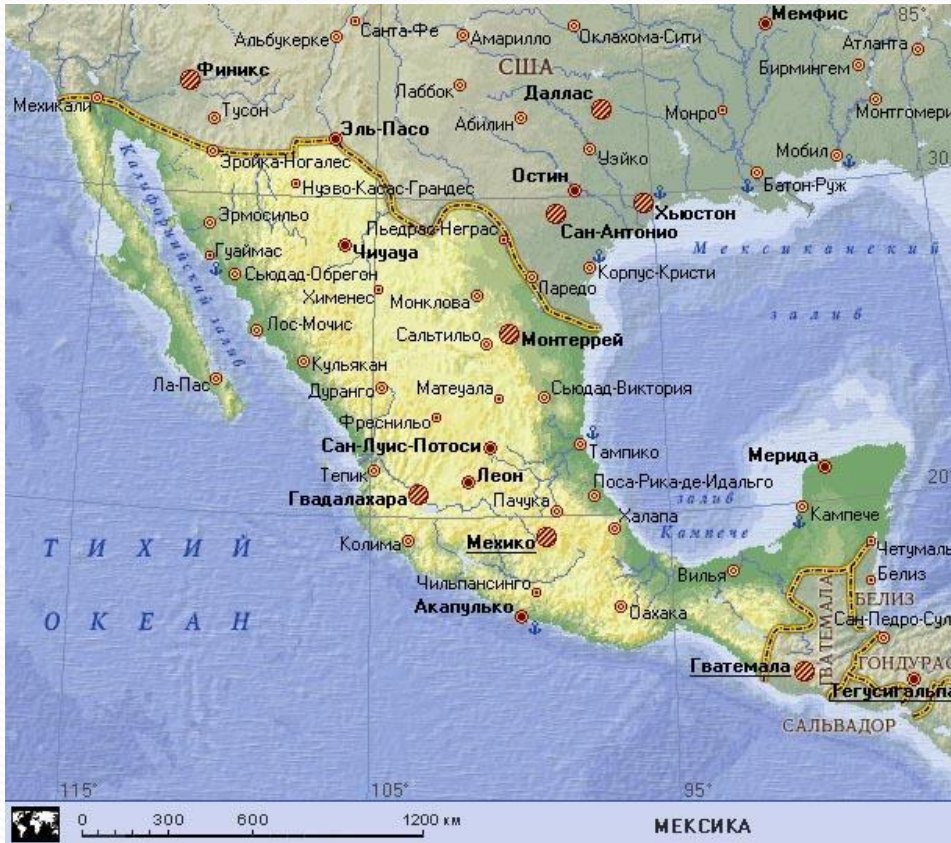 Мемфис
85°
Санта-Фе
Альбукерке
Амарилло
Оклахома-Сити
Атланта
Бирмингем
Финикс
США
Лаббок
Даллас
Мехикали
Тусон
Абилин
Монро
Монтгомери
Эль-Пасо
Уэйко
Мобил
30
Эройка-Ногалес
Остин
Батон-Руж
Нуэво-Касас-Грандес
Хьюстон
Эрмосильо
Пьедрас-Неграс
Сан-Антонио
Калифорнийский залив
Гуаймас
Чиуауа
Мексиканский
залив
Сьюдад-Обрегон
Ларедо
Корпус-Кристи
Хименес
Монклова
Лос-Мочис
Сальтильо
Монтеррей
Кульякан
Ла-Пас
Дуранго
Матеуала
Сьюдад-Виктория
Фреснильо
Сан-Луис-Потоси
Тампико
Мерида
Тепик
Леон
Поса-Рика-де-Идальго
20
Гвадалахара
Пачука
залив
Кампече
Халапа
Кампече
ТИХИЙ
ОКЕАН
Колима
Мехико
Четумаль
Чильпансинго
Вилья
Белиз
БЕЛИЗ
Акапулько
Оахака
ГВАТЕМАЛА
Сан-Педро-Сул
Гватемала
ГОНДУРАС
Тегусигальпа
САЛЬВАДОР
115°
105°
95°
0 300 600 1200 км
МЕКСИКА